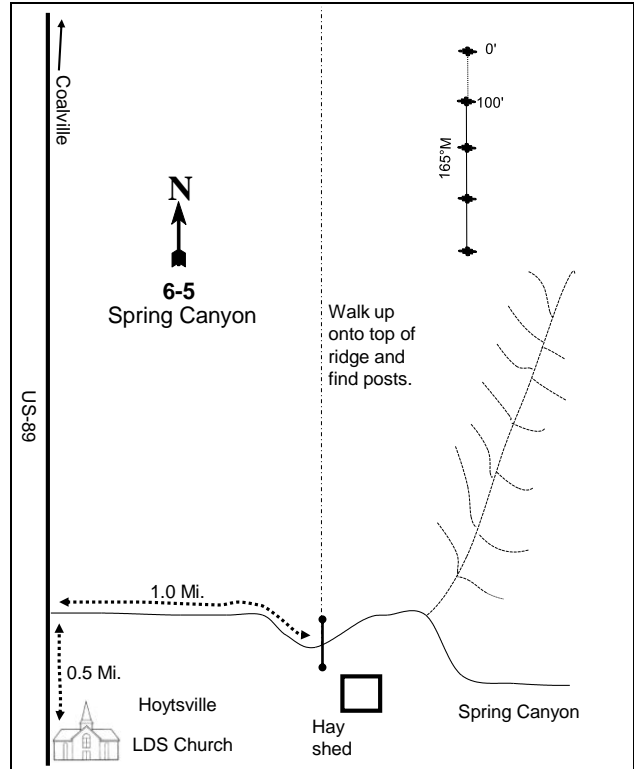 0'
Coalville
100'
165°M
N
6-5
Spring Canyon
Walk up
onto top of
ridge and
find posts.
US-89
1.0 Mi.
0.5 Mi.
Hoytsville
LDS Church
Hay
shed
Spring Canyon